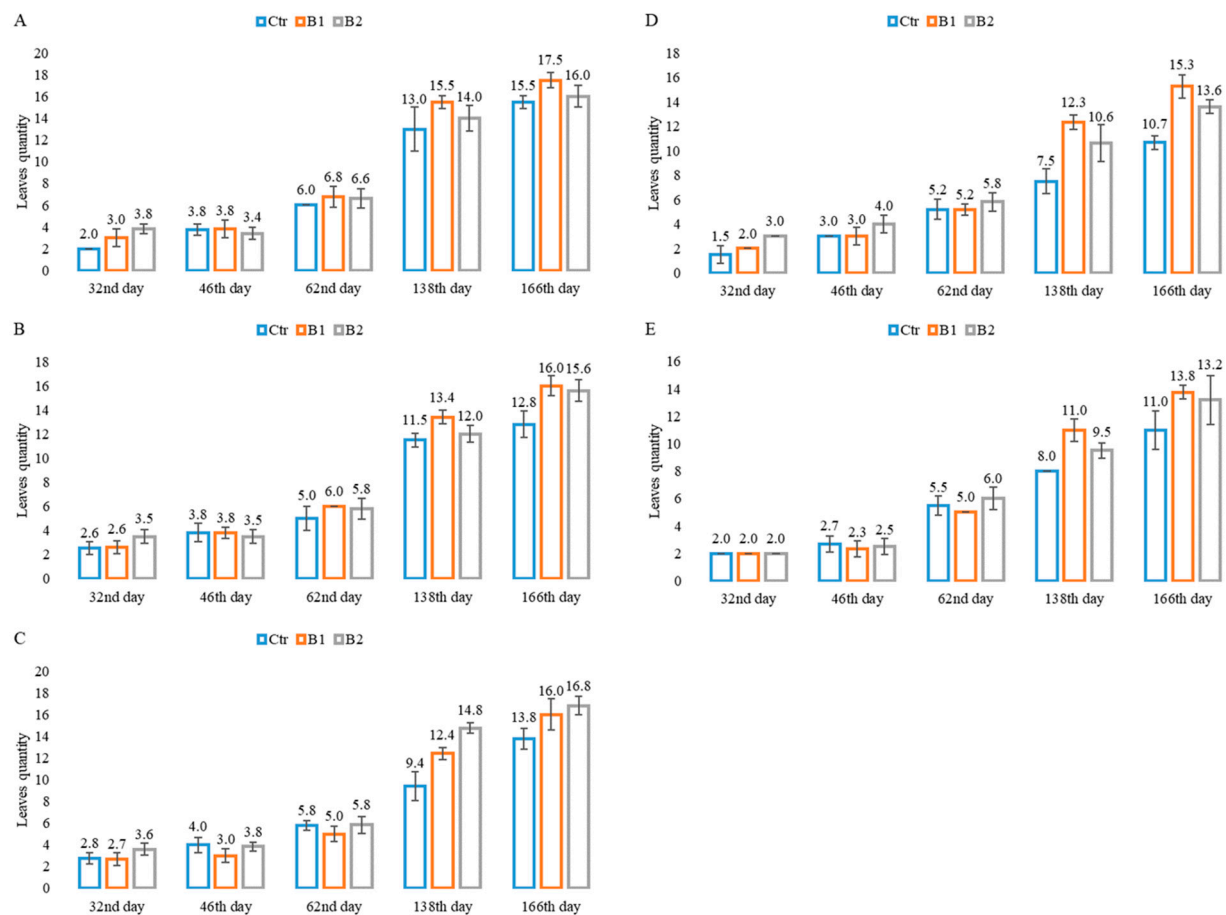 A
Ctr B1 B2
Leaves quantity
20
18
16
14
12
10
8
6
4
2
0
2.0 3.0 3.8
3.8 3.8 3.4
6.0 6.8 6.6
13.0 15.5 14.0
15.5 17.5 16.0
32nd day 46th day 62nd day 138th day 166th day
B
Ctr B1 B2
Leaves quantity
18
16
14
12
10
8
6
4
2
0
2.6 2.6 3.5
3.8 3.8 3.5
5.0 6.0 5.8
11.5 13.4 12.0
12.8 16.0 15.6
32nd day 46th day 62nd day 138th day 166th day
C
Ctr B1 B2
Leaves quantity
20
18
16
14
12
10
8
6
4
2
0
2.8 2.7 3.6
4.0 3.0 3.8
5.8 5.0 5.8
9.4 12.4 14.8
13.8 16.0 16.8
32nd day 46th day 62nd day 138th day 166th day
D
Ctr B1 B2
Leaves quantity
18
16
14
12
10
8
6
4
2
0
1.5 2.0 3.0
3.0 3.0 4.0
5.2 5.2 5.8
7.5 12.3 10.6
10.7 15.3 13.6
32nd day 46th day 62nd day 138th day 166th day
E
Ctr B1 B2
Leaves quantity
16
14
12
10
8
6
4
2
0
2.0 2.0 2.0
2.7 2.3 2.5
5.5 5.0 6.0
8.0 11.0 9.5
11.0 13.8 13.2
32nd day 46th day 62nd day 138th day 166th day